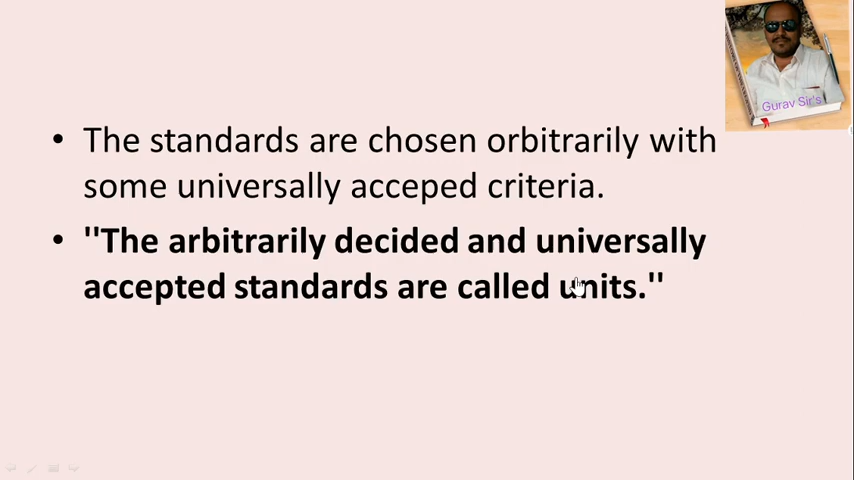 Gurav Sir's
• The standards are chosen orbitrarily with
some universally acceped criteria.
• "The arbitrarily decided and universally
accepted standards are called units."